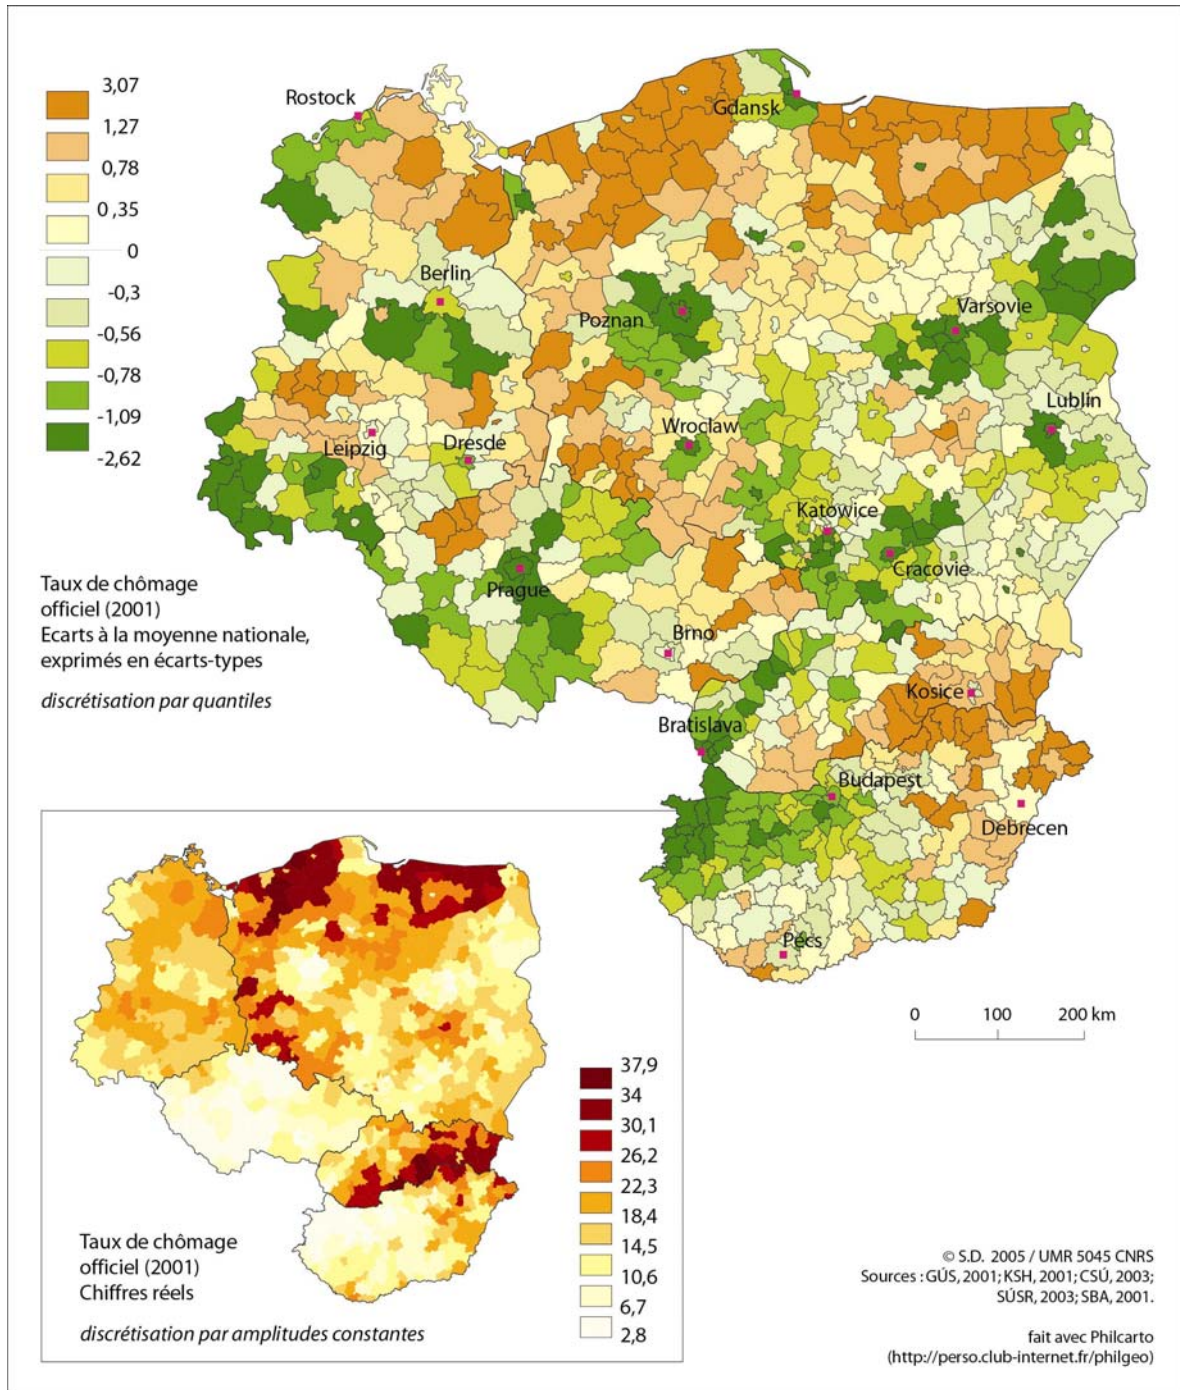 3,07
1,27
0,78
0,35
0
-0,3
-0,56
-0,78
-1,09
-2,62
Rostock
Gdansk
Berlin
Poznan
Varsovie
Lublin
Leipzig
Dresde
Wroclaw
Katowice
Cracovie
Prague
Brno
Kosice
Bratislava
Budapest
Debrecen
Pecs
Taux de chômage
officiel (2001)
Ecarts à la moyenne nationale,
exprimés en écarts-types
discrétisation par quantiles
0 100 200 km
37,9
34
30,1
26,2
22,3
18,4
14,5
10,6
6,7
2,8
Taux de chômage
officiel (2001)
Chiffres réels
discrétisation par amplitudes constantes
© S.D. 2005 / UMR 5045 CNRS
Sources : GÚS, 2001; KSH, 2001; CSÚ, 2003;
SÚSR, 2003; SBA, 2001.
fait avec Philcarto
(http://perso.club-internet.fr/philgeo)